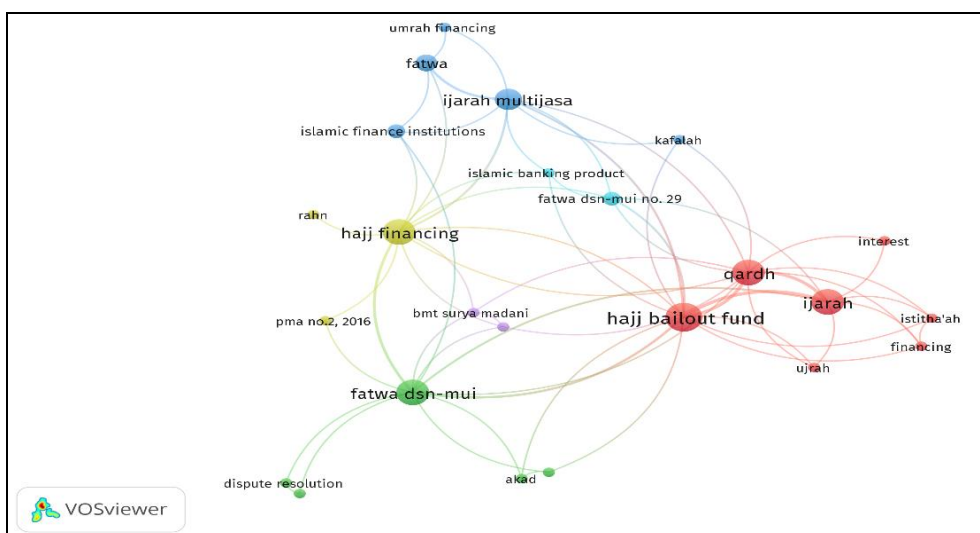 umrah financing
fatwa
ijarah multijasa
islamic finance institutions
kafalah
islamic banking product
fatwa dsn-mui no. 29
rahn
hajj financing
interest
qardh
ijarah
hajj bailout fund
istitha'ah
pma no.2, 2016
bmt surya madani
financing
ujrah
fatwa dsn-mui
dispute resolution
akad
VOSviewer